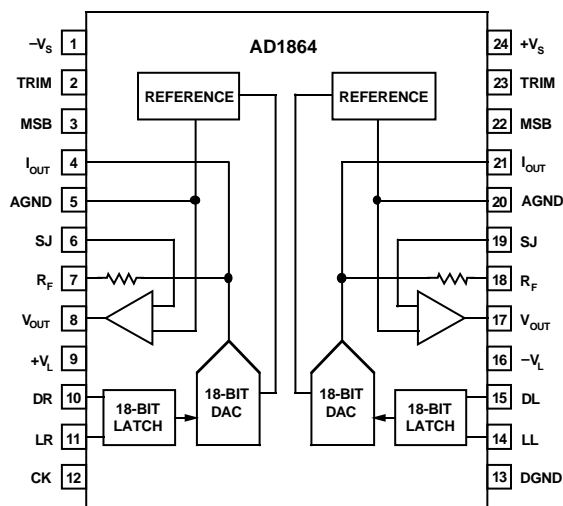 AD1864
–VS 1
TRIM 2
MSB 3
IOUT 4
AGND 5
SJ 6
RF 7
VOUT 8
+VL 9
DR 10
LR 11
CK 12
REFERENCE
18-BIT
LATCH
18-BIT
DAC
REFERENCE
18-BIT
DAC
18-BIT
LATCH
24 +VS
23 TRIM
22 MSB
21 IOUT
20 AGND
19 SJ
18 RF
17 VOUT
16 –VL
15 DL
14 LL
13 DGND